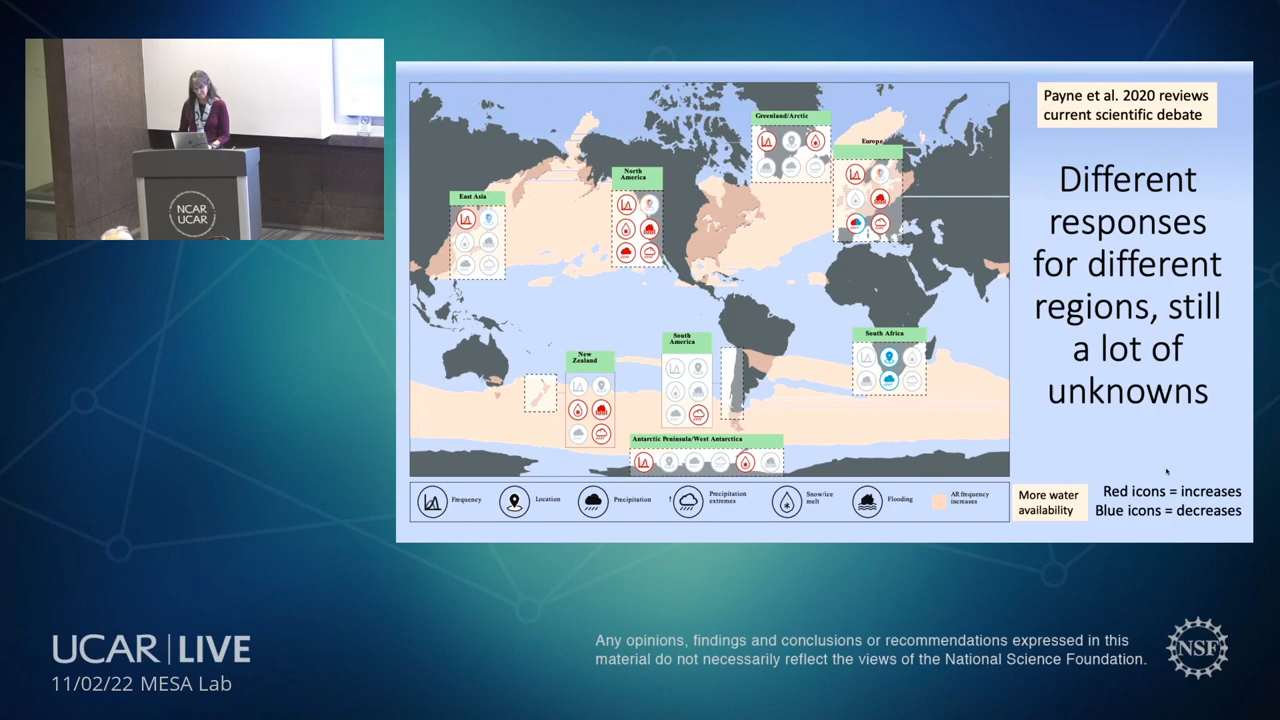 NCAR
UCAR
Payne et al. 2020 reviews
current scientific debate
Different
responses
for different
regions, still
a lot of
unknowns
Greenland/Arctic
Europe
North
America
East Asia
South
America
South Africa
New
Zealand
Antarctic Peninsula/West Antarctica
Frequency
Location
Precipitation
!
Precipitation
extremes
Snow/ice
melt
Flooding
AR frequency
increases
More water
availability
Red icons = increases
Blue icons = decreases
UCAR | LIVE
11/02/22 MESA Lab
Any opinions, findings and conclusions or recommendations expressed in this
material do not necessarily reflect the views of the National Science Foundation.
NSF